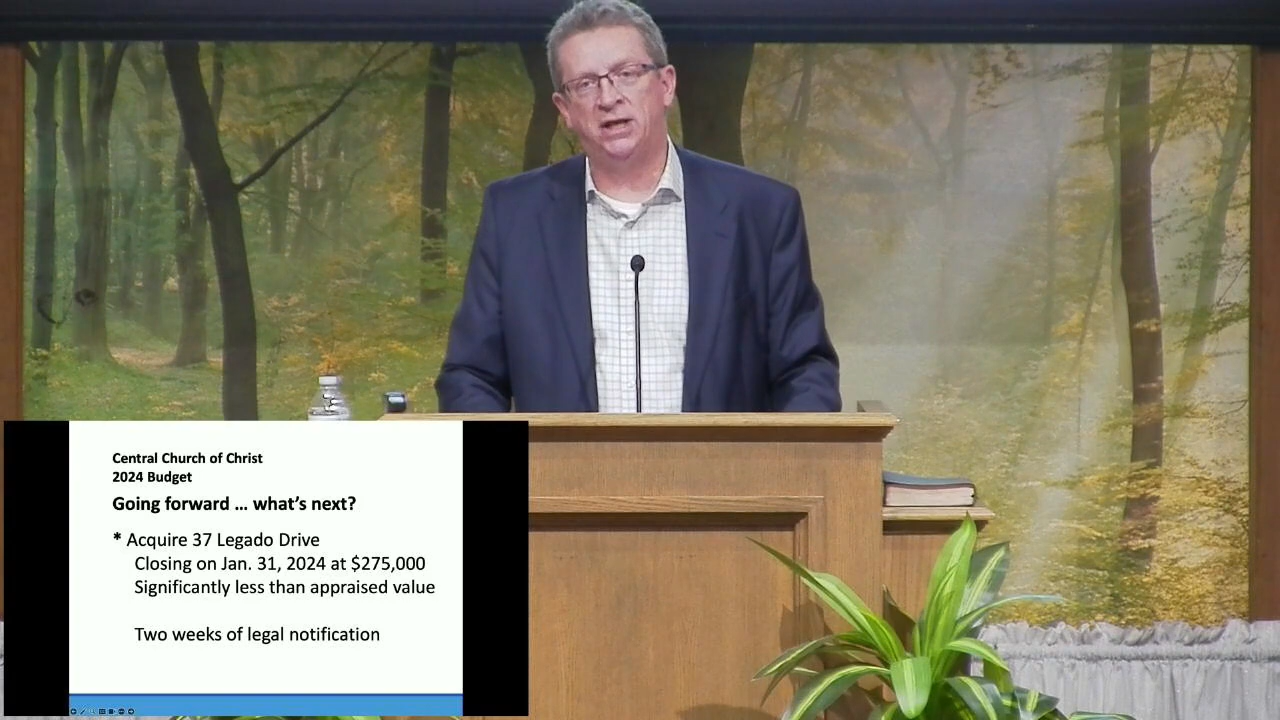 Central Church of Christ
2024 Budget
Going forward … what's next?
* Acquire 37 Legado Drive
Closing on Jan. 31, 2024 at $275,000
Significantly less than appraised value
Two weeks of legal notification